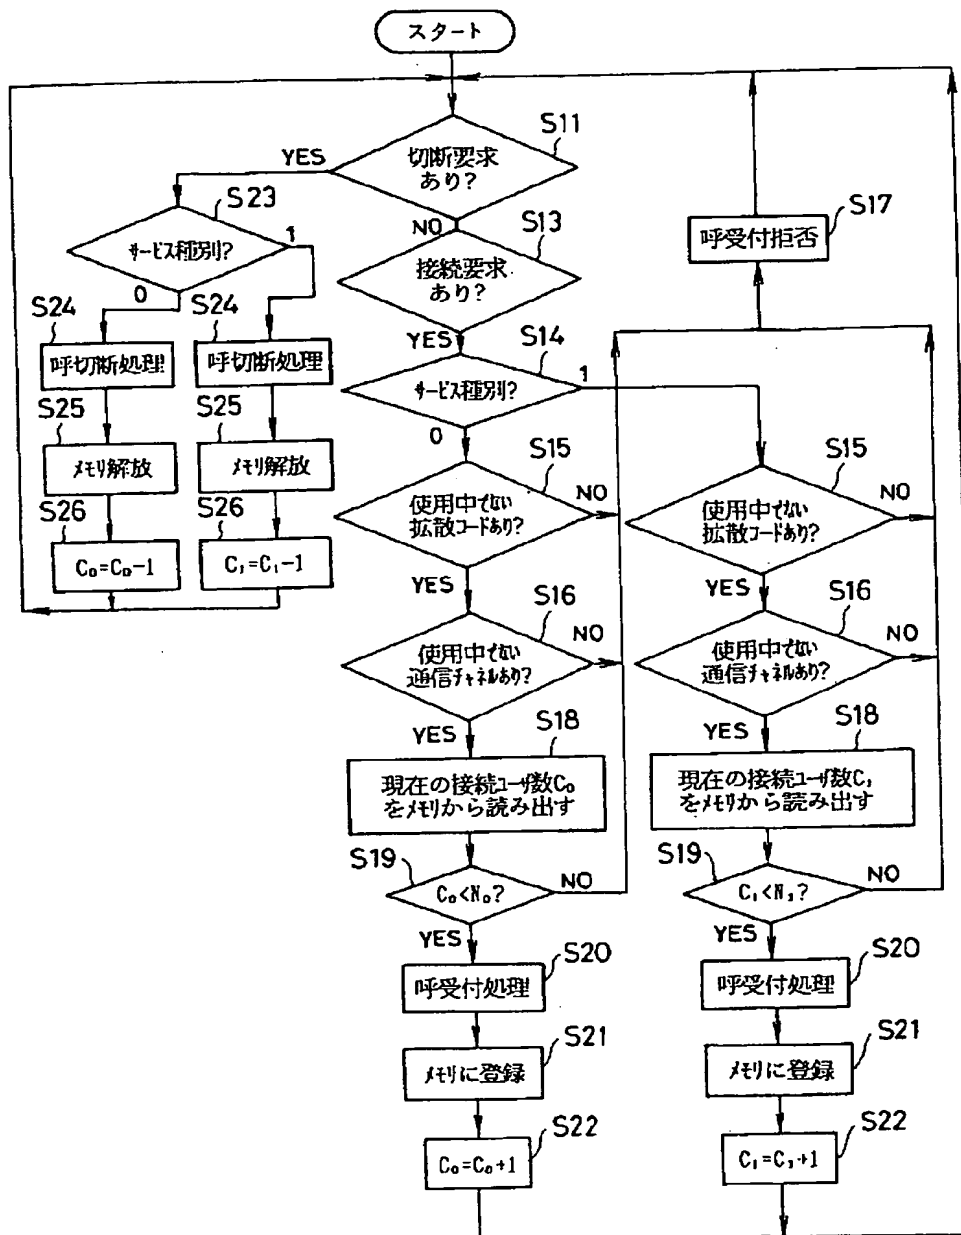 スタート
S11
切断要求
あり?
YES
NO
S23
サービス種別?
1
0
S13
接続要求
あり?
YES
S17
呼受付拒否
S24
呼切断処理
S24
呼切断処理
S14
サービス種別?
1
0
S25
メモリ解放
S25
メモリ解放
S26
C₀=C₀-1
S26
C₁=C₁-1
S15
使用中でない
拡散コードあり?
NO
YES
S15
使用中でない
拡散コードあり?
NO
YES
S16
使用中でない
通信チャネルあり?
NO
YES
S16
使用中でない
通信チャネルあり?
NO
YES
S18
現在の接続ユーザ数C₀
をメモリから読み出す
S18
現在の接続ユーザ数C₁
をメモリから読み出す
S19
C₀<N₀?
NO
YES
S19
C₁<N₁?
NO
YES
S20
呼受付処理
S20
呼受付処理
S21
メモリに登録
S21
メモリに登録
S22
C₀=C₀+1
S22
C₁=C₁+1